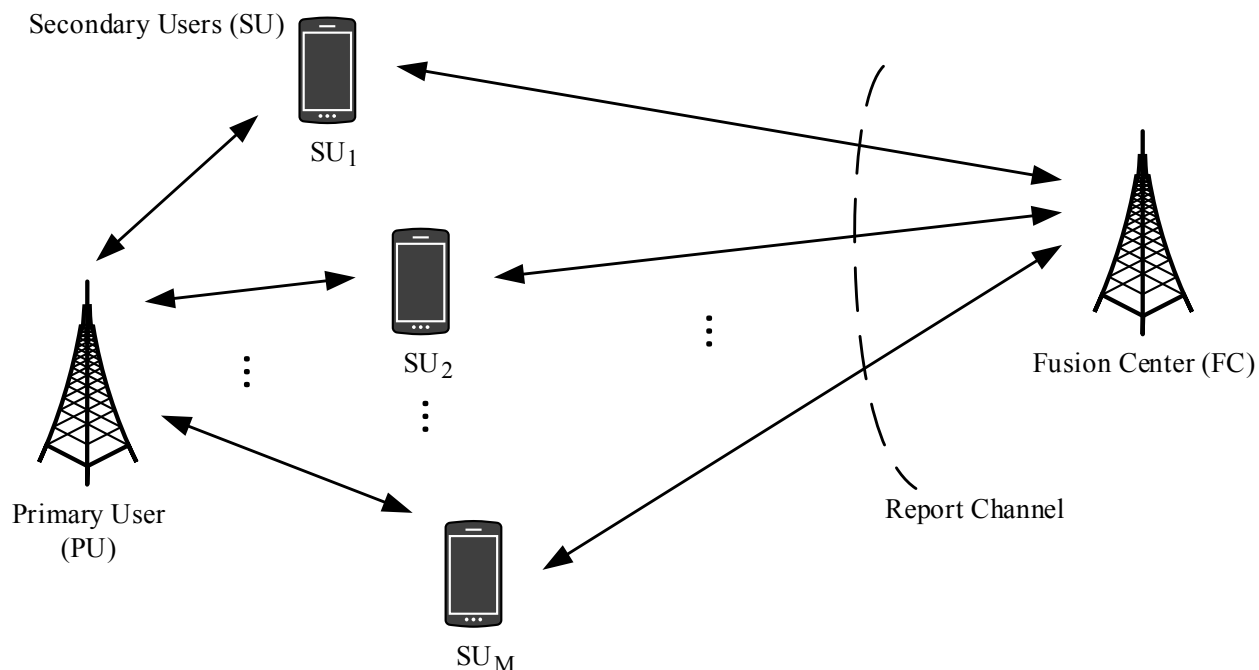 Secondary Users (SU)
SU1
SU2
SUM
Primary User
(PU)
Report Channel
Fusion Center (FC)